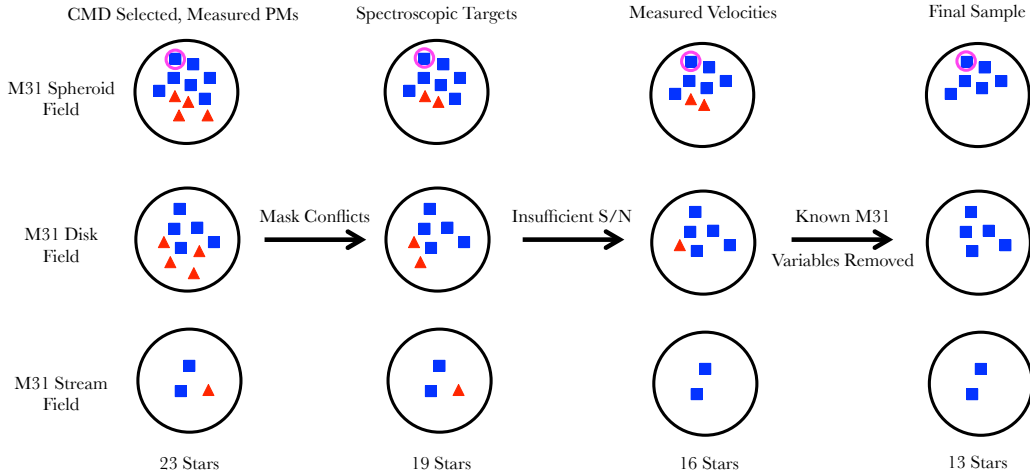 CMD Selected, Measured PMs
Spectroscopic Targets
Measured Velocities
Final Sample
M31 Spheroid
Field
M31 Disk
Field
Mask Conflicts
Insufficient S/N
Known M31
Variables Removed
M31 Stream
Field
23 Stars
19 Stars
16 Stars
13 Stars